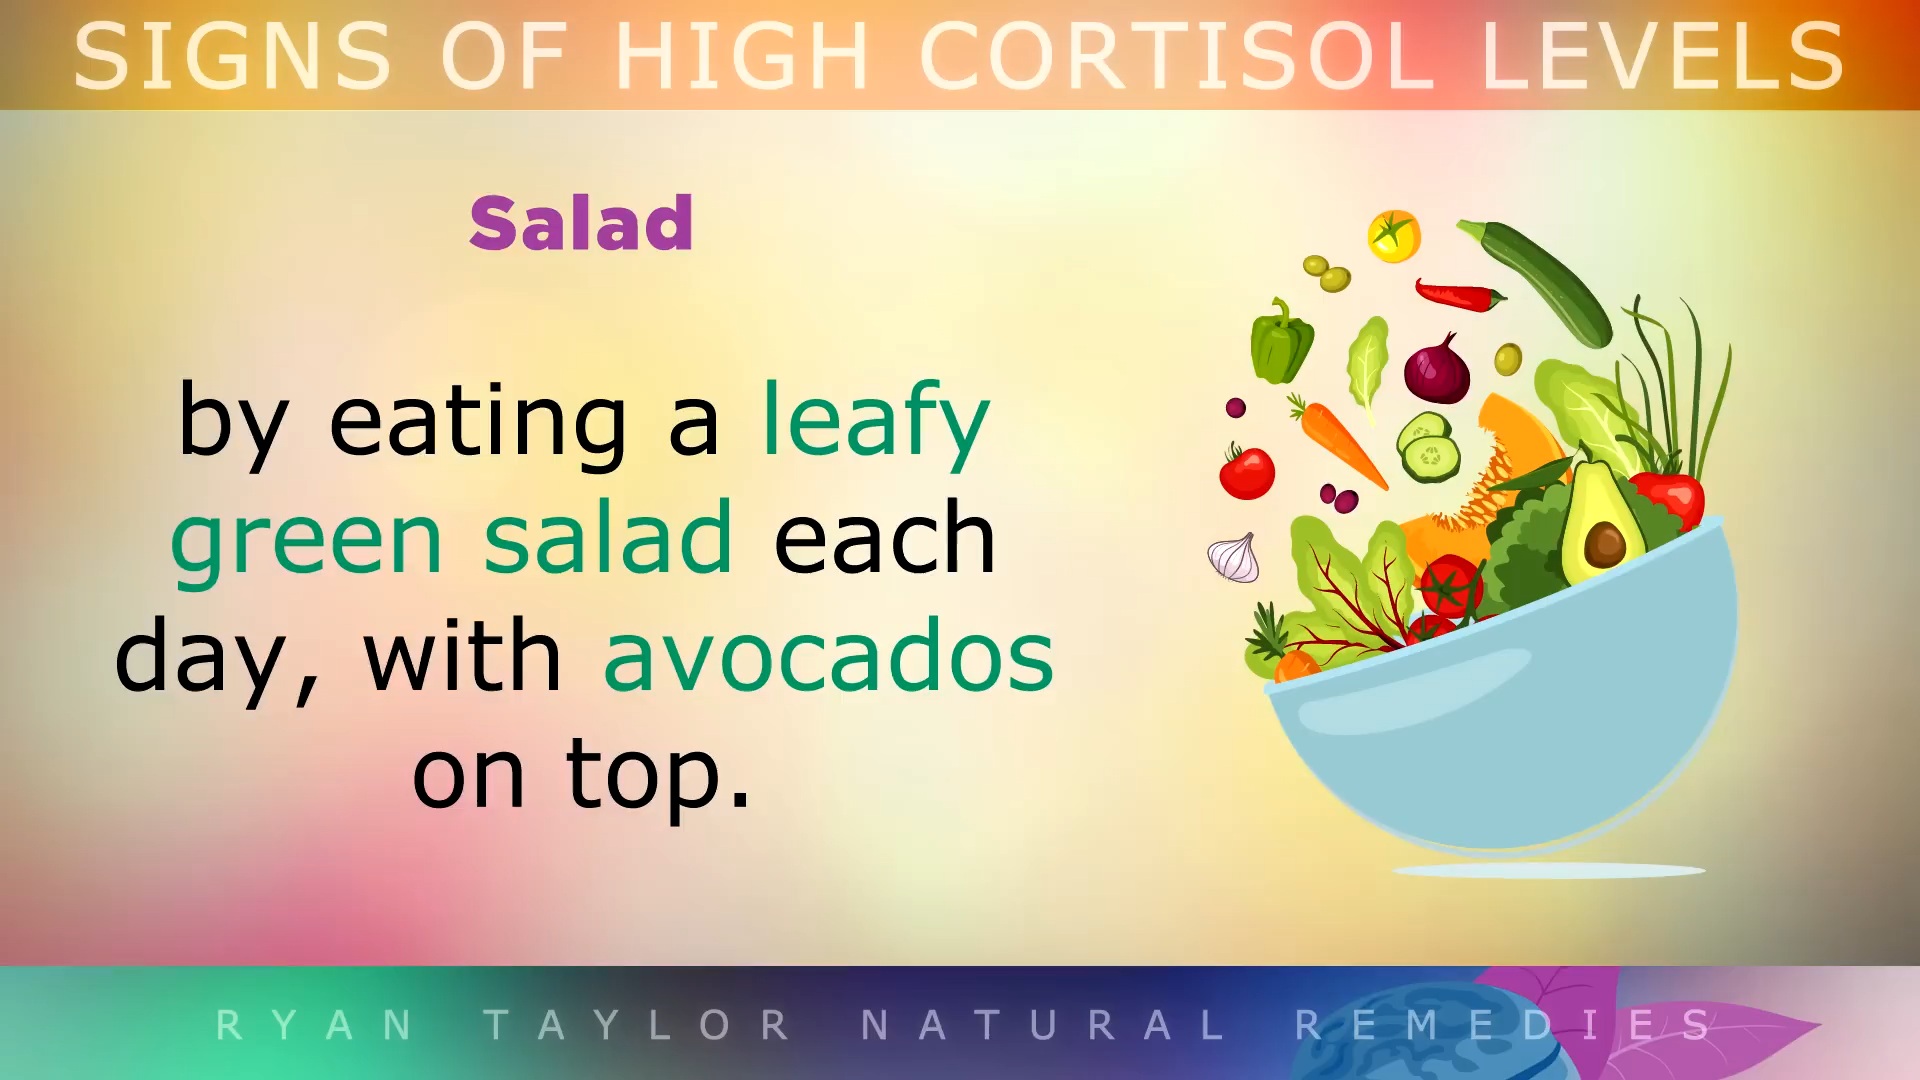 SIGNS OF HIGH CORTISOL LEVELS
Salad
by eating a leafy
green salad each
day, with avocados
on top.
RYAN TAYLOR NATURAL REMEDIES